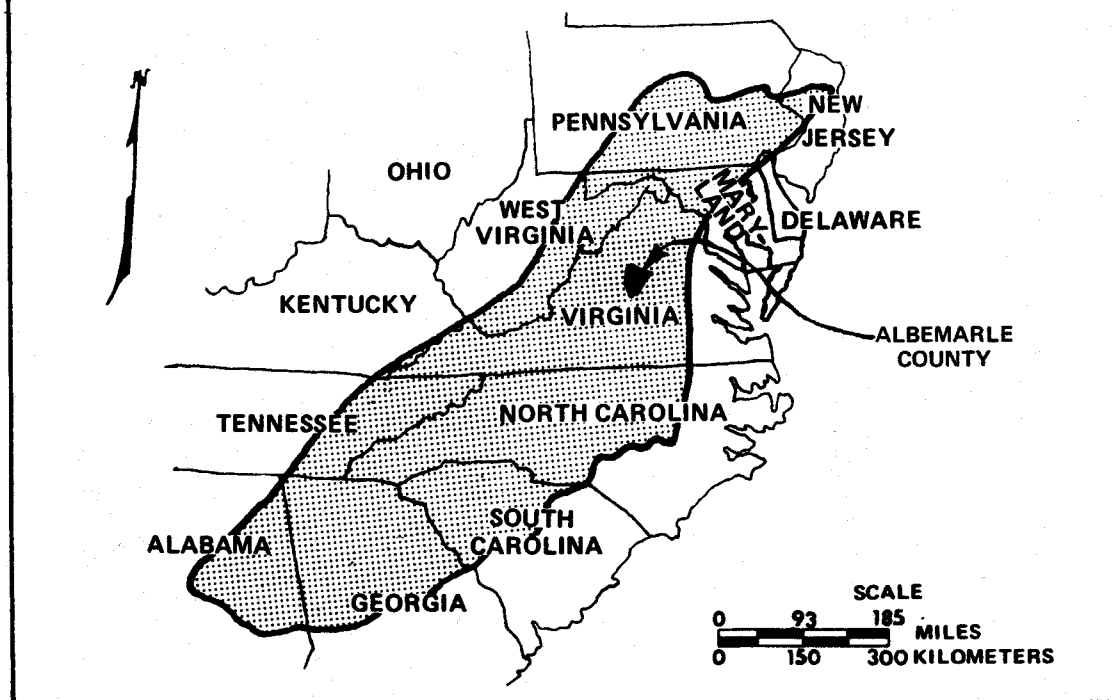 N
NEW
JERSEY
PENNSYLVANIA
OHIO
MARY-
LAND
WEST
VIRGINIA
DELAWARE
KENTUCKY
VIRGINIA
ALBEMARLE
COUNTY
TENNESSEE
NORTH CAROLINA
SOUTH
CAROLINA
ALABAMA
GEORGIA
SCALE
0 93 185
MILES
0 150 300 KILOMETERS